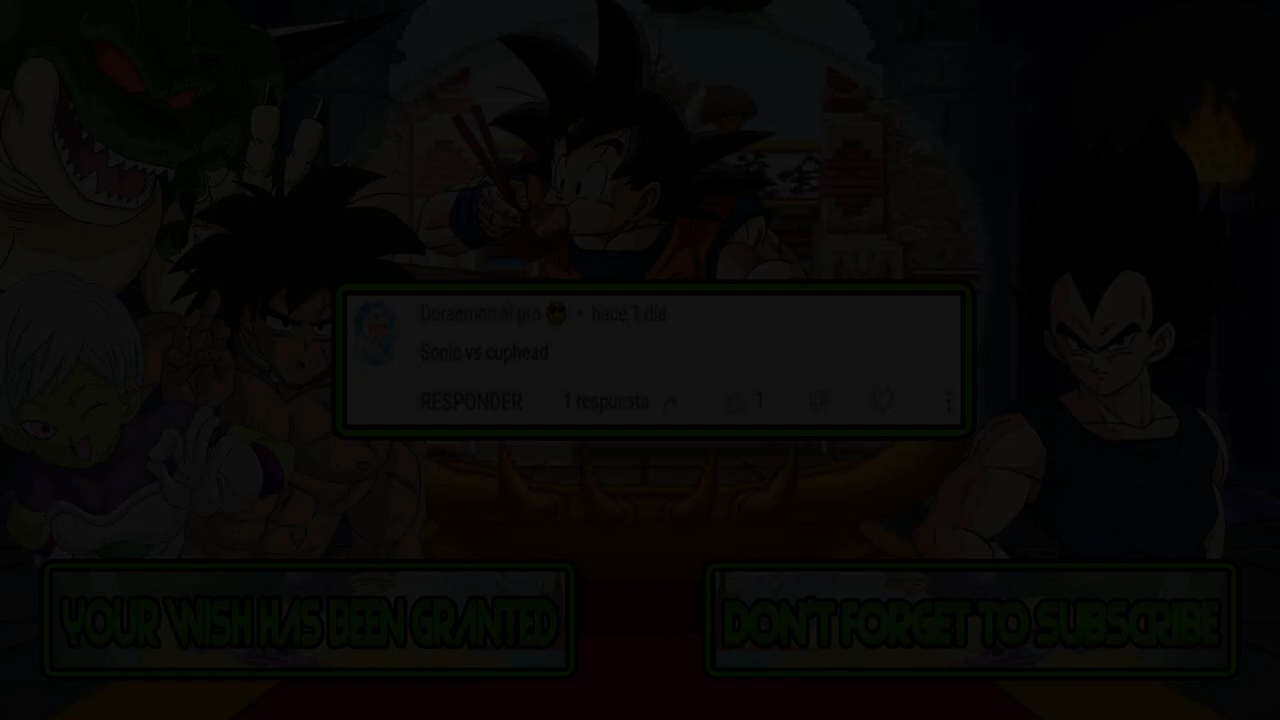 Doraemon el pro 😎 • hace 1 día
Sonic vs cuphead
RESPONDER 1 respuesta 1
YOUR WISH HAS BEEN GRANTED
DON'T FORGET TO SUBSCRIBE